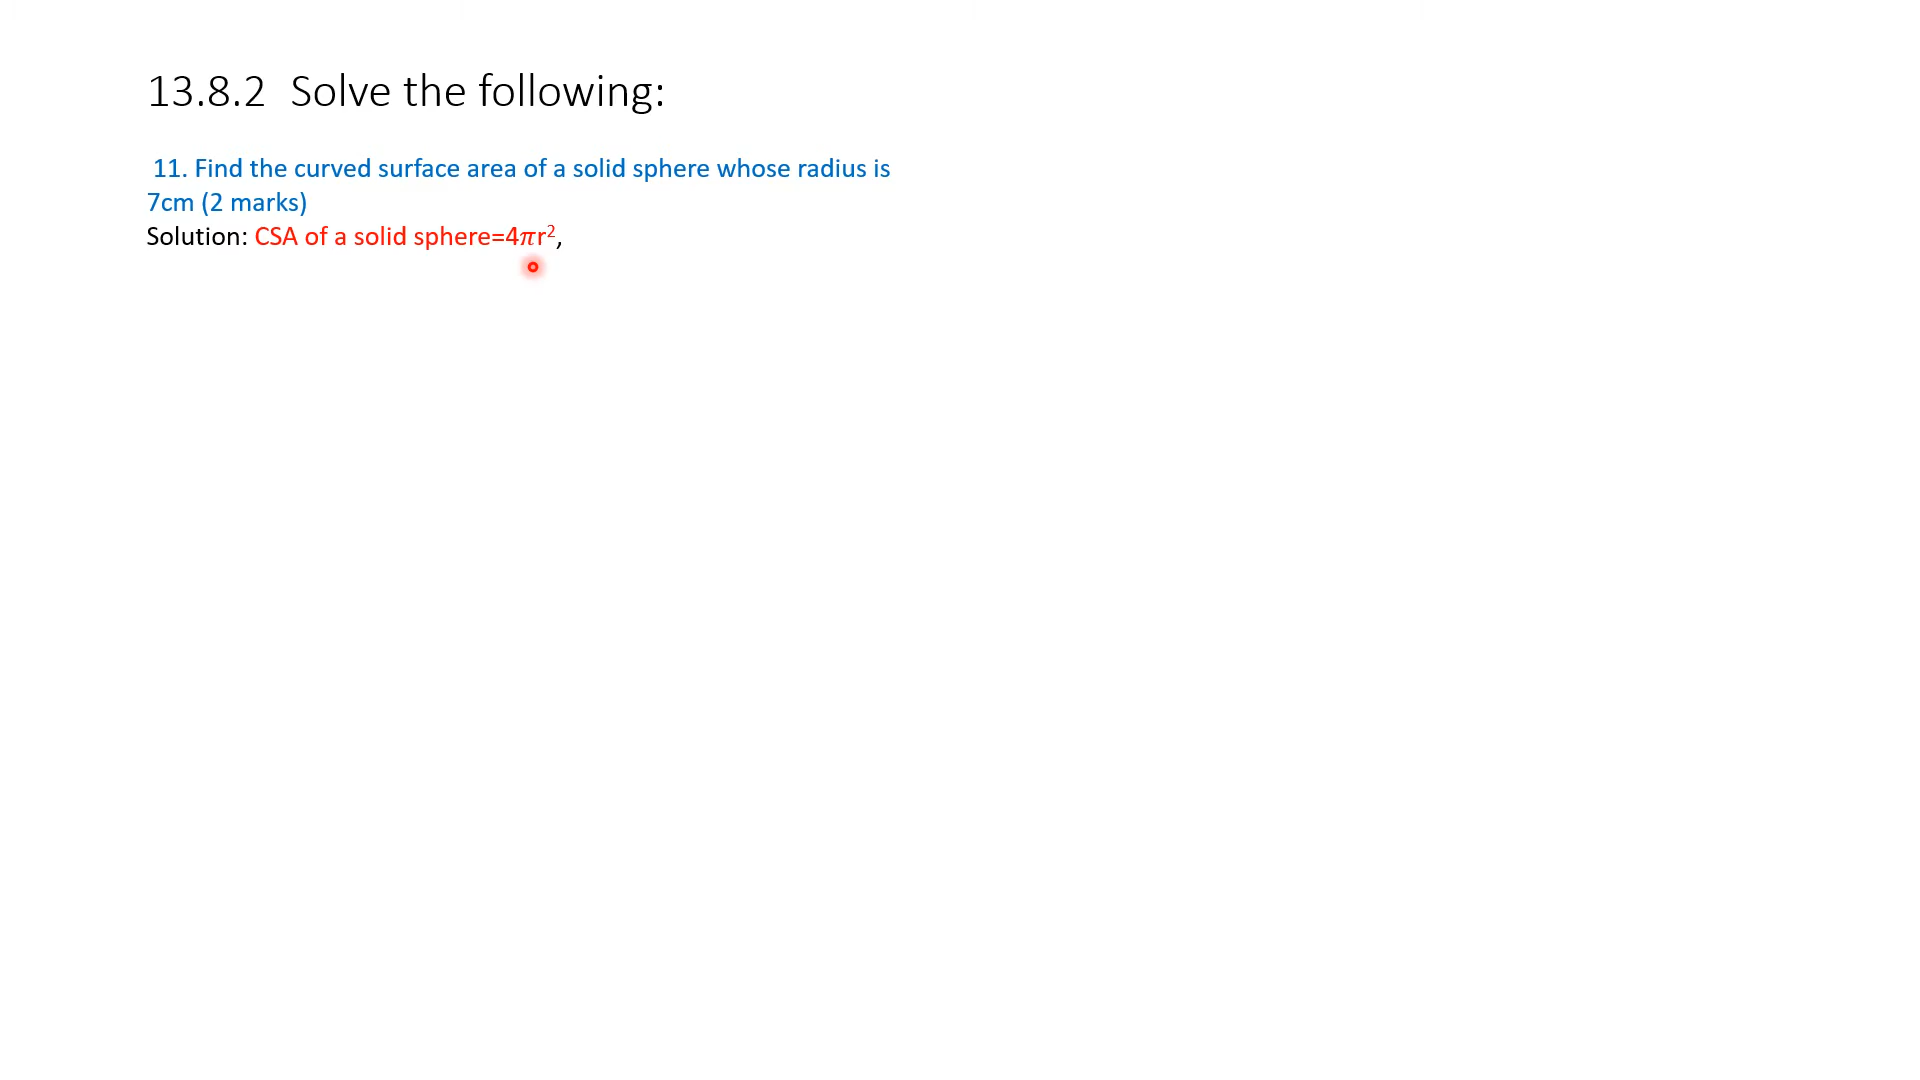 13.8.2 Solve the following:
11. Find the curved surface area of a solid sphere whose radius is
7cm (2 marks)
Solution: CSA of a solid sphere=4𝜋r²,